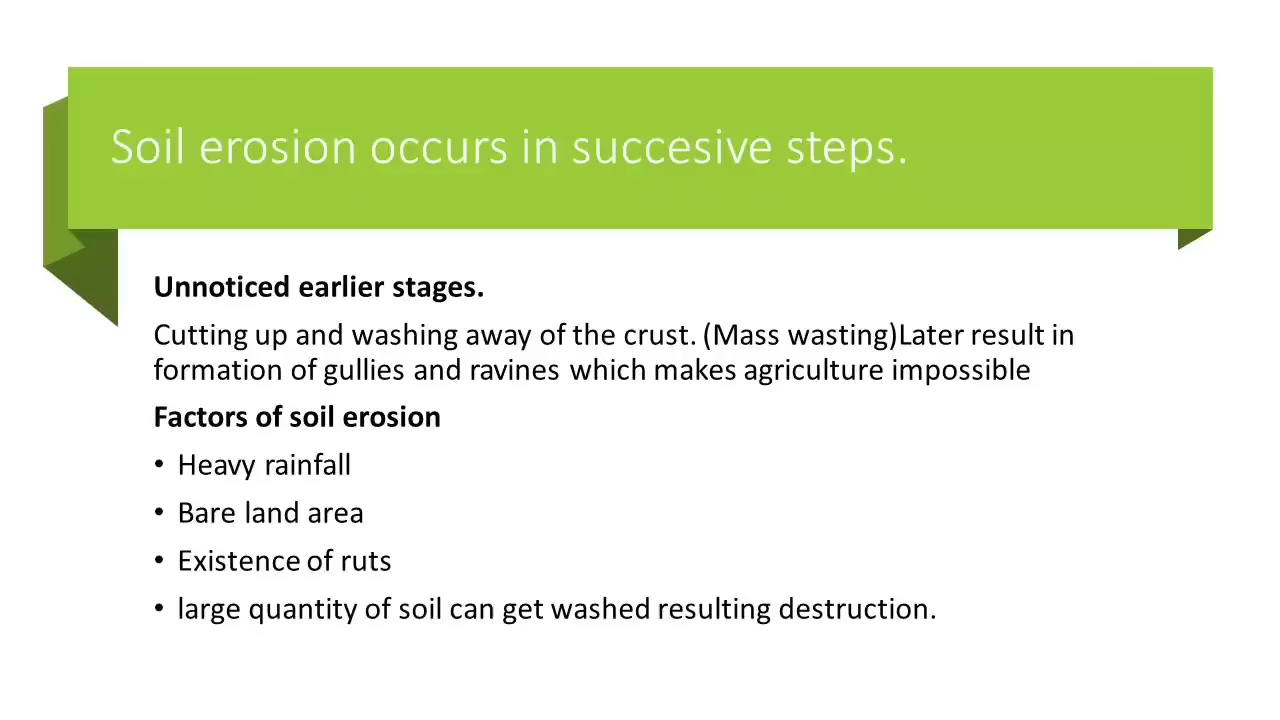 Soil erosion occurs in succesive steps.
Unnoticed earlier stages.
Cutting up and washing away of the crust. (Mass wasting)Later result in
formation of gullies and ravines which makes agriculture impossible
Factors of soil erosion
• Heavy rainfall
• Bare land area
• Existence of ruts
• large quantity of soil can get washed resulting destruction.